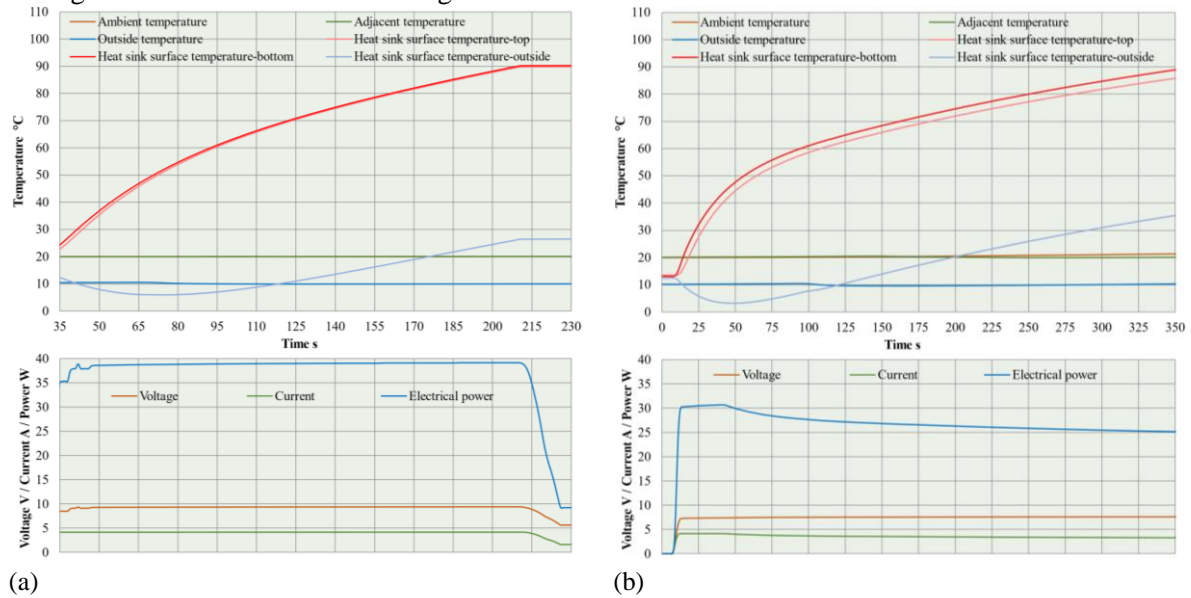 110
100
90
80
70
60
50
40
30
20
10
0
Temperature °C
Ambient temperature Adjacent temperature
Outside temperature Heat sink surface temperature-top
Heat sink surface temperature-bottom Heat sink surface temperature-outside
35 50 65 80 95 110 125 140 155 170 185 200 215 230
Time s
40
35
30
25
20
15
10
5
0
Voltage V / Current A / Power W
Voltage Current Electrical power
(a)
110
100
90
80
70
60
50
40
30
20
10
0
Temperature °C
Ambient temperature Adjacent temperature
Outside temperature Heat sink surface temperature-top
Heat sink surface temperature-bottom Heat sink surface temperature-outside
0 25 50 75 100 125 150 175 200 225 250 275 300 325 350
Time s
40
35
30
25
20
15
10
5
0
Voltage V / Current A / Power W
Voltage Current Electrical power
(b)